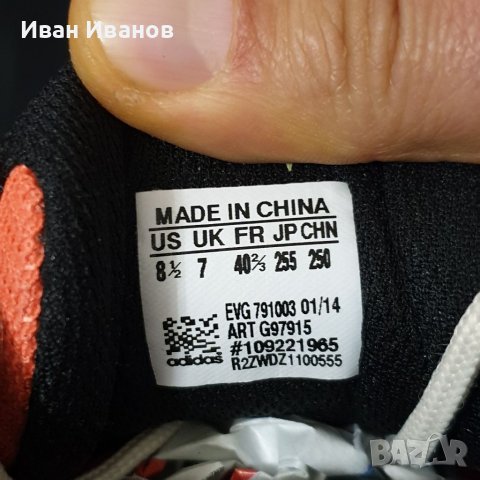 Иван Иванов
MADE IN CHINA
US UK FR JP CHN
8½ 7 40⅔ 255 250
EVG 791003 01/14
ART G97915
#109221965
adidas R2ZWDZ1100555
BAZAR